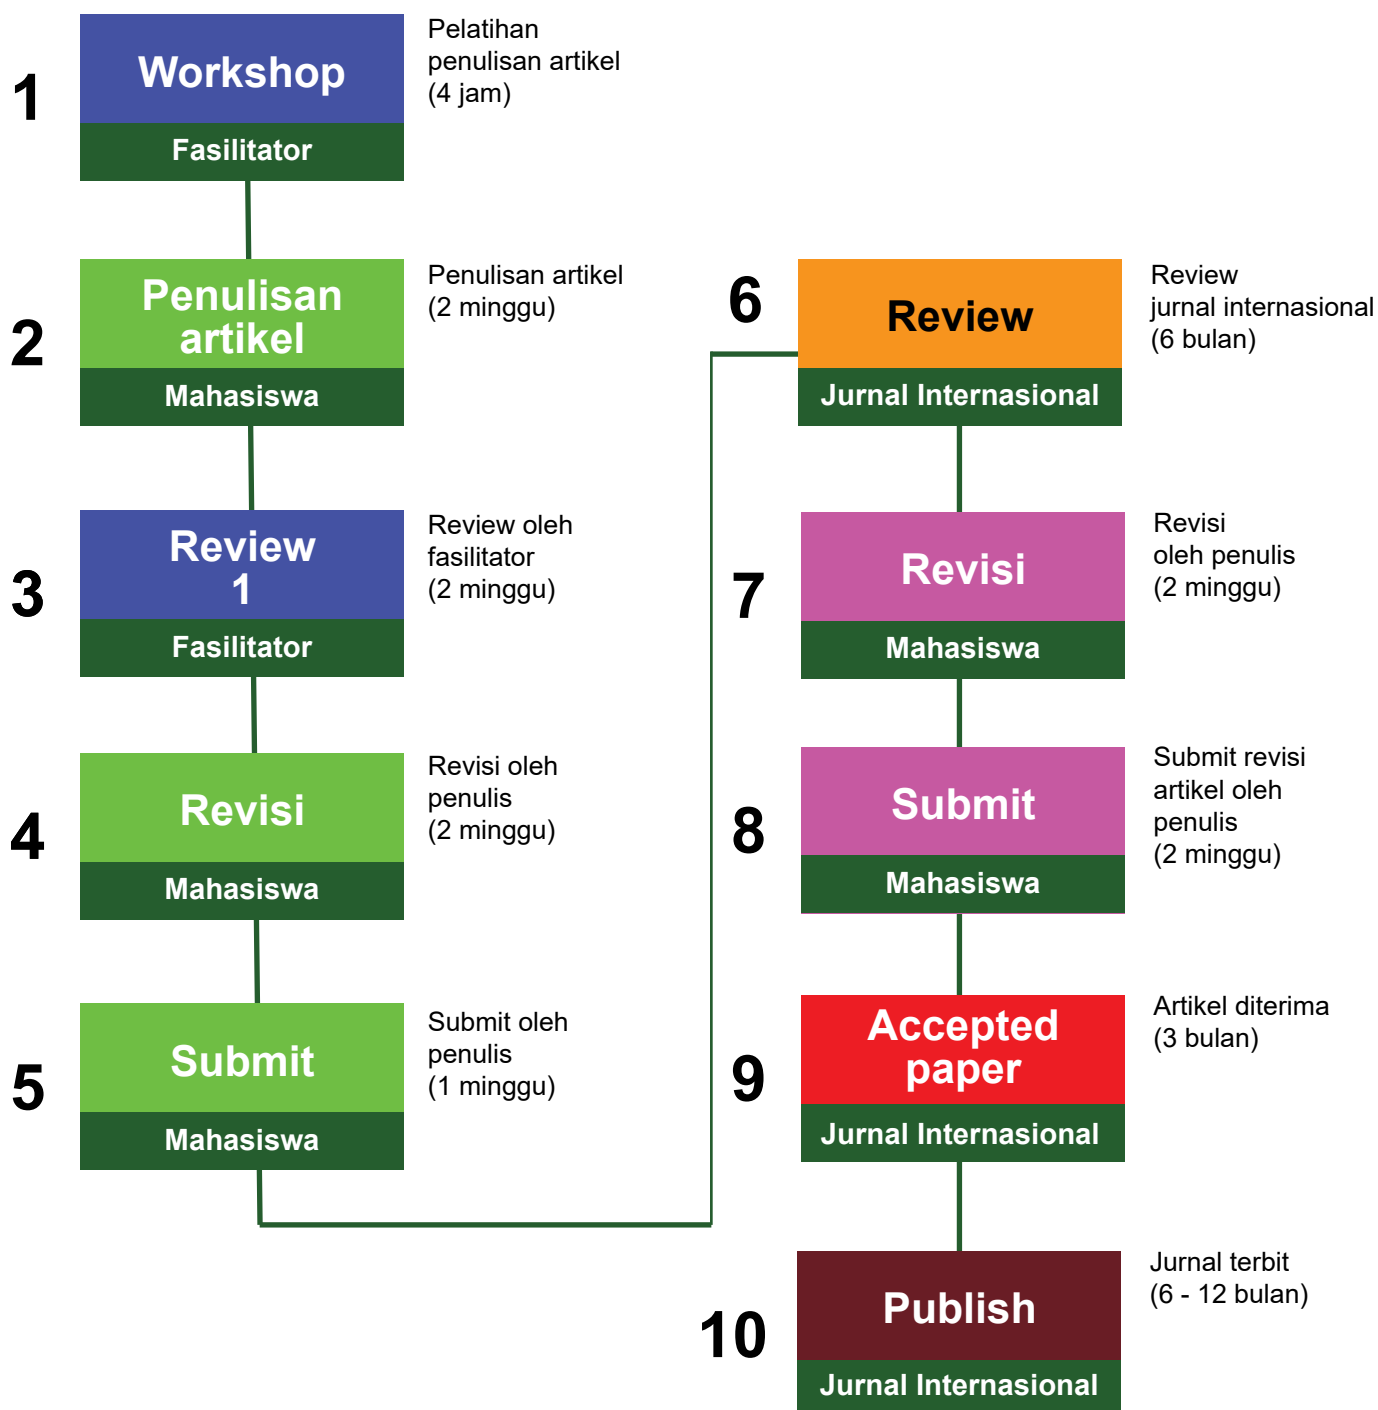 1
Workshop
Fasilitator
Pelatihan
penulisan artikel
(4 jam)
2
Penulisan
artikel
Mahasiswa
Penulisan artikel
(2 minggu)
3
Review
1
Fasilitator
Review oleh
fasilitator
(2 minggu)
4
Revisi
Mahasiswa
Revisi oleh
penulis
(2 minggu)
5
Submit
Mahasiswa
Submit oleh
penulis
(1 minggu)
6
Review
Jurnal Internasional
Review
jurnal internasional
(6 bulan)
7
Revisi
Mahasiswa
Revisi
oleh penulis
(2 minggu)
8
Submit
Mahasiswa
Submit revisi
artikel oleh
penulis
(2 minggu)
9
Accepted
paper
Jurnal Internasional
Artikel diterima
(3 bulan)
10
Publish
Jurnal Internasional
Jurnal terbit
(6 - 12 bulan)